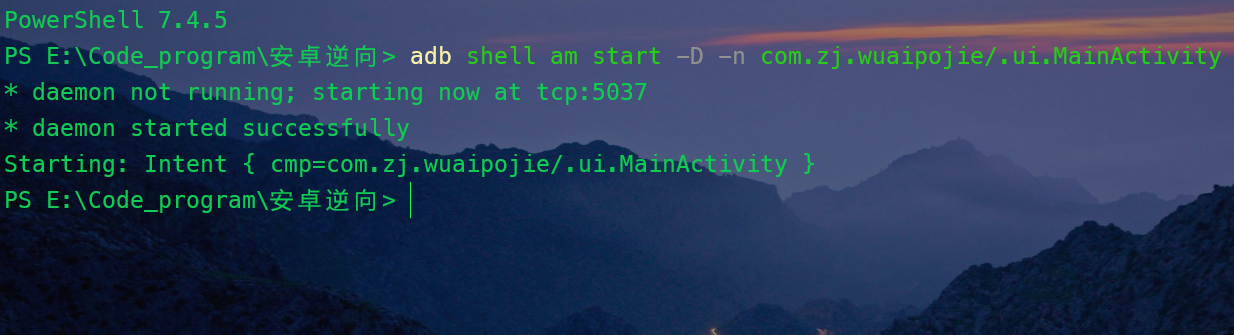 PowerShell 7.4.5
PS E:\Code_program\安卓逆向> adb shell am start -D -n com.zj.wuaipojie/.ui.MainActivity
* daemon not running; starting now at tcp:5037
* daemon started successfully
Starting: Intent { cmp=com.zj.wuaipojie/.ui.MainActivity }
PS E:\Code_program\安卓逆向>